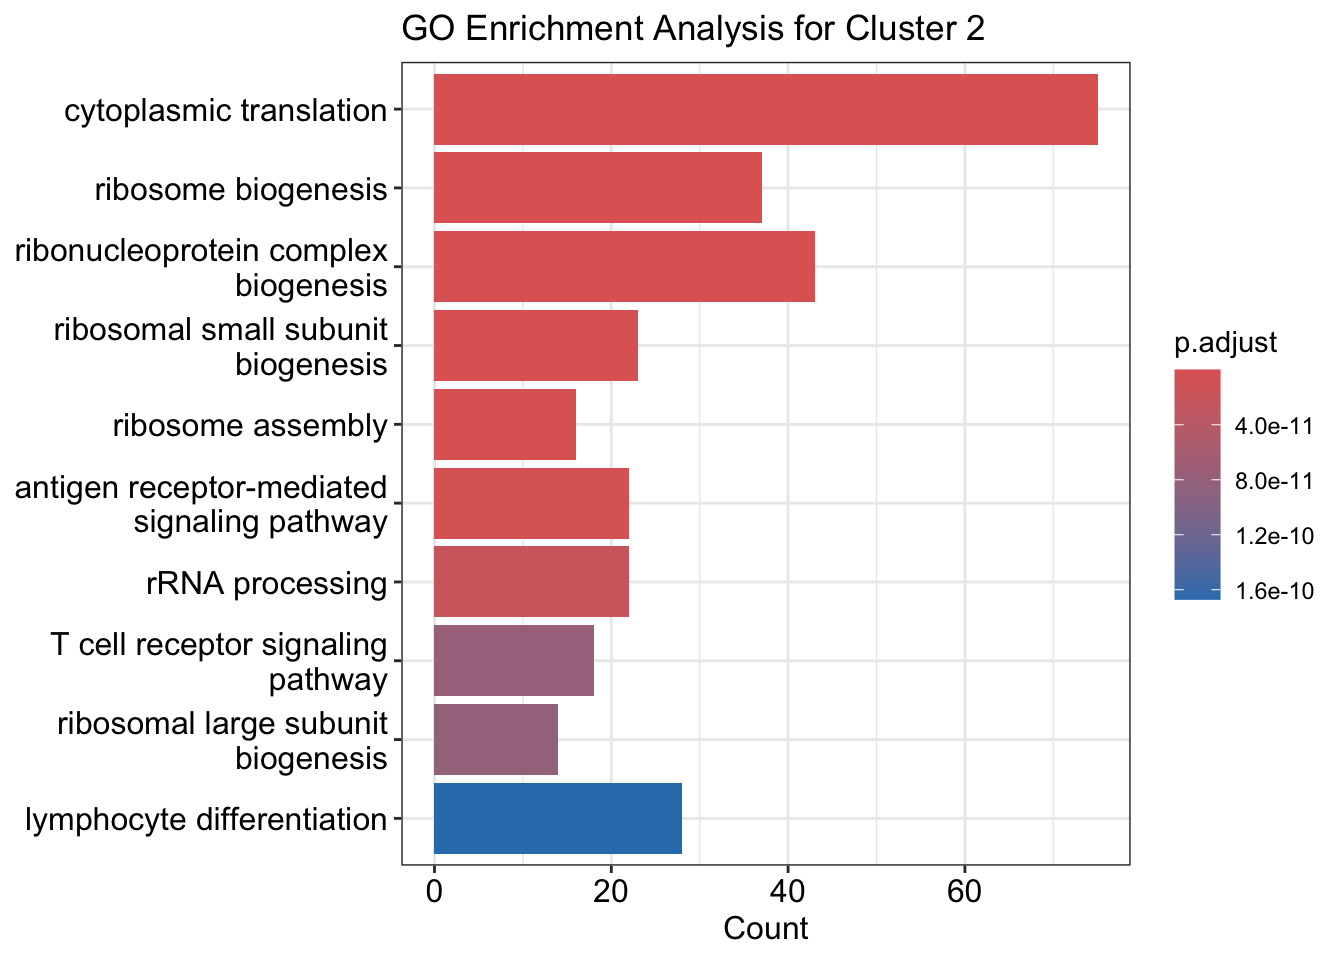 GO Enrichment Analysis for Cluster 2
cytoplasmic translation
ribosome biogenesis
ribonucleoprotein complex
biogenesis
ribosomal small subunit
biogenesis
ribosome assembly
antigen receptor-mediated
signaling pathway
rRNA processing
T cell receptor signaling
pathway
ribosomal large subunit
biogenesis
lymphocyte differentiation
0 20 40 60
Count
p.adjust
4.0e-11
8.0e-11
1.2e-10
1.6e-10